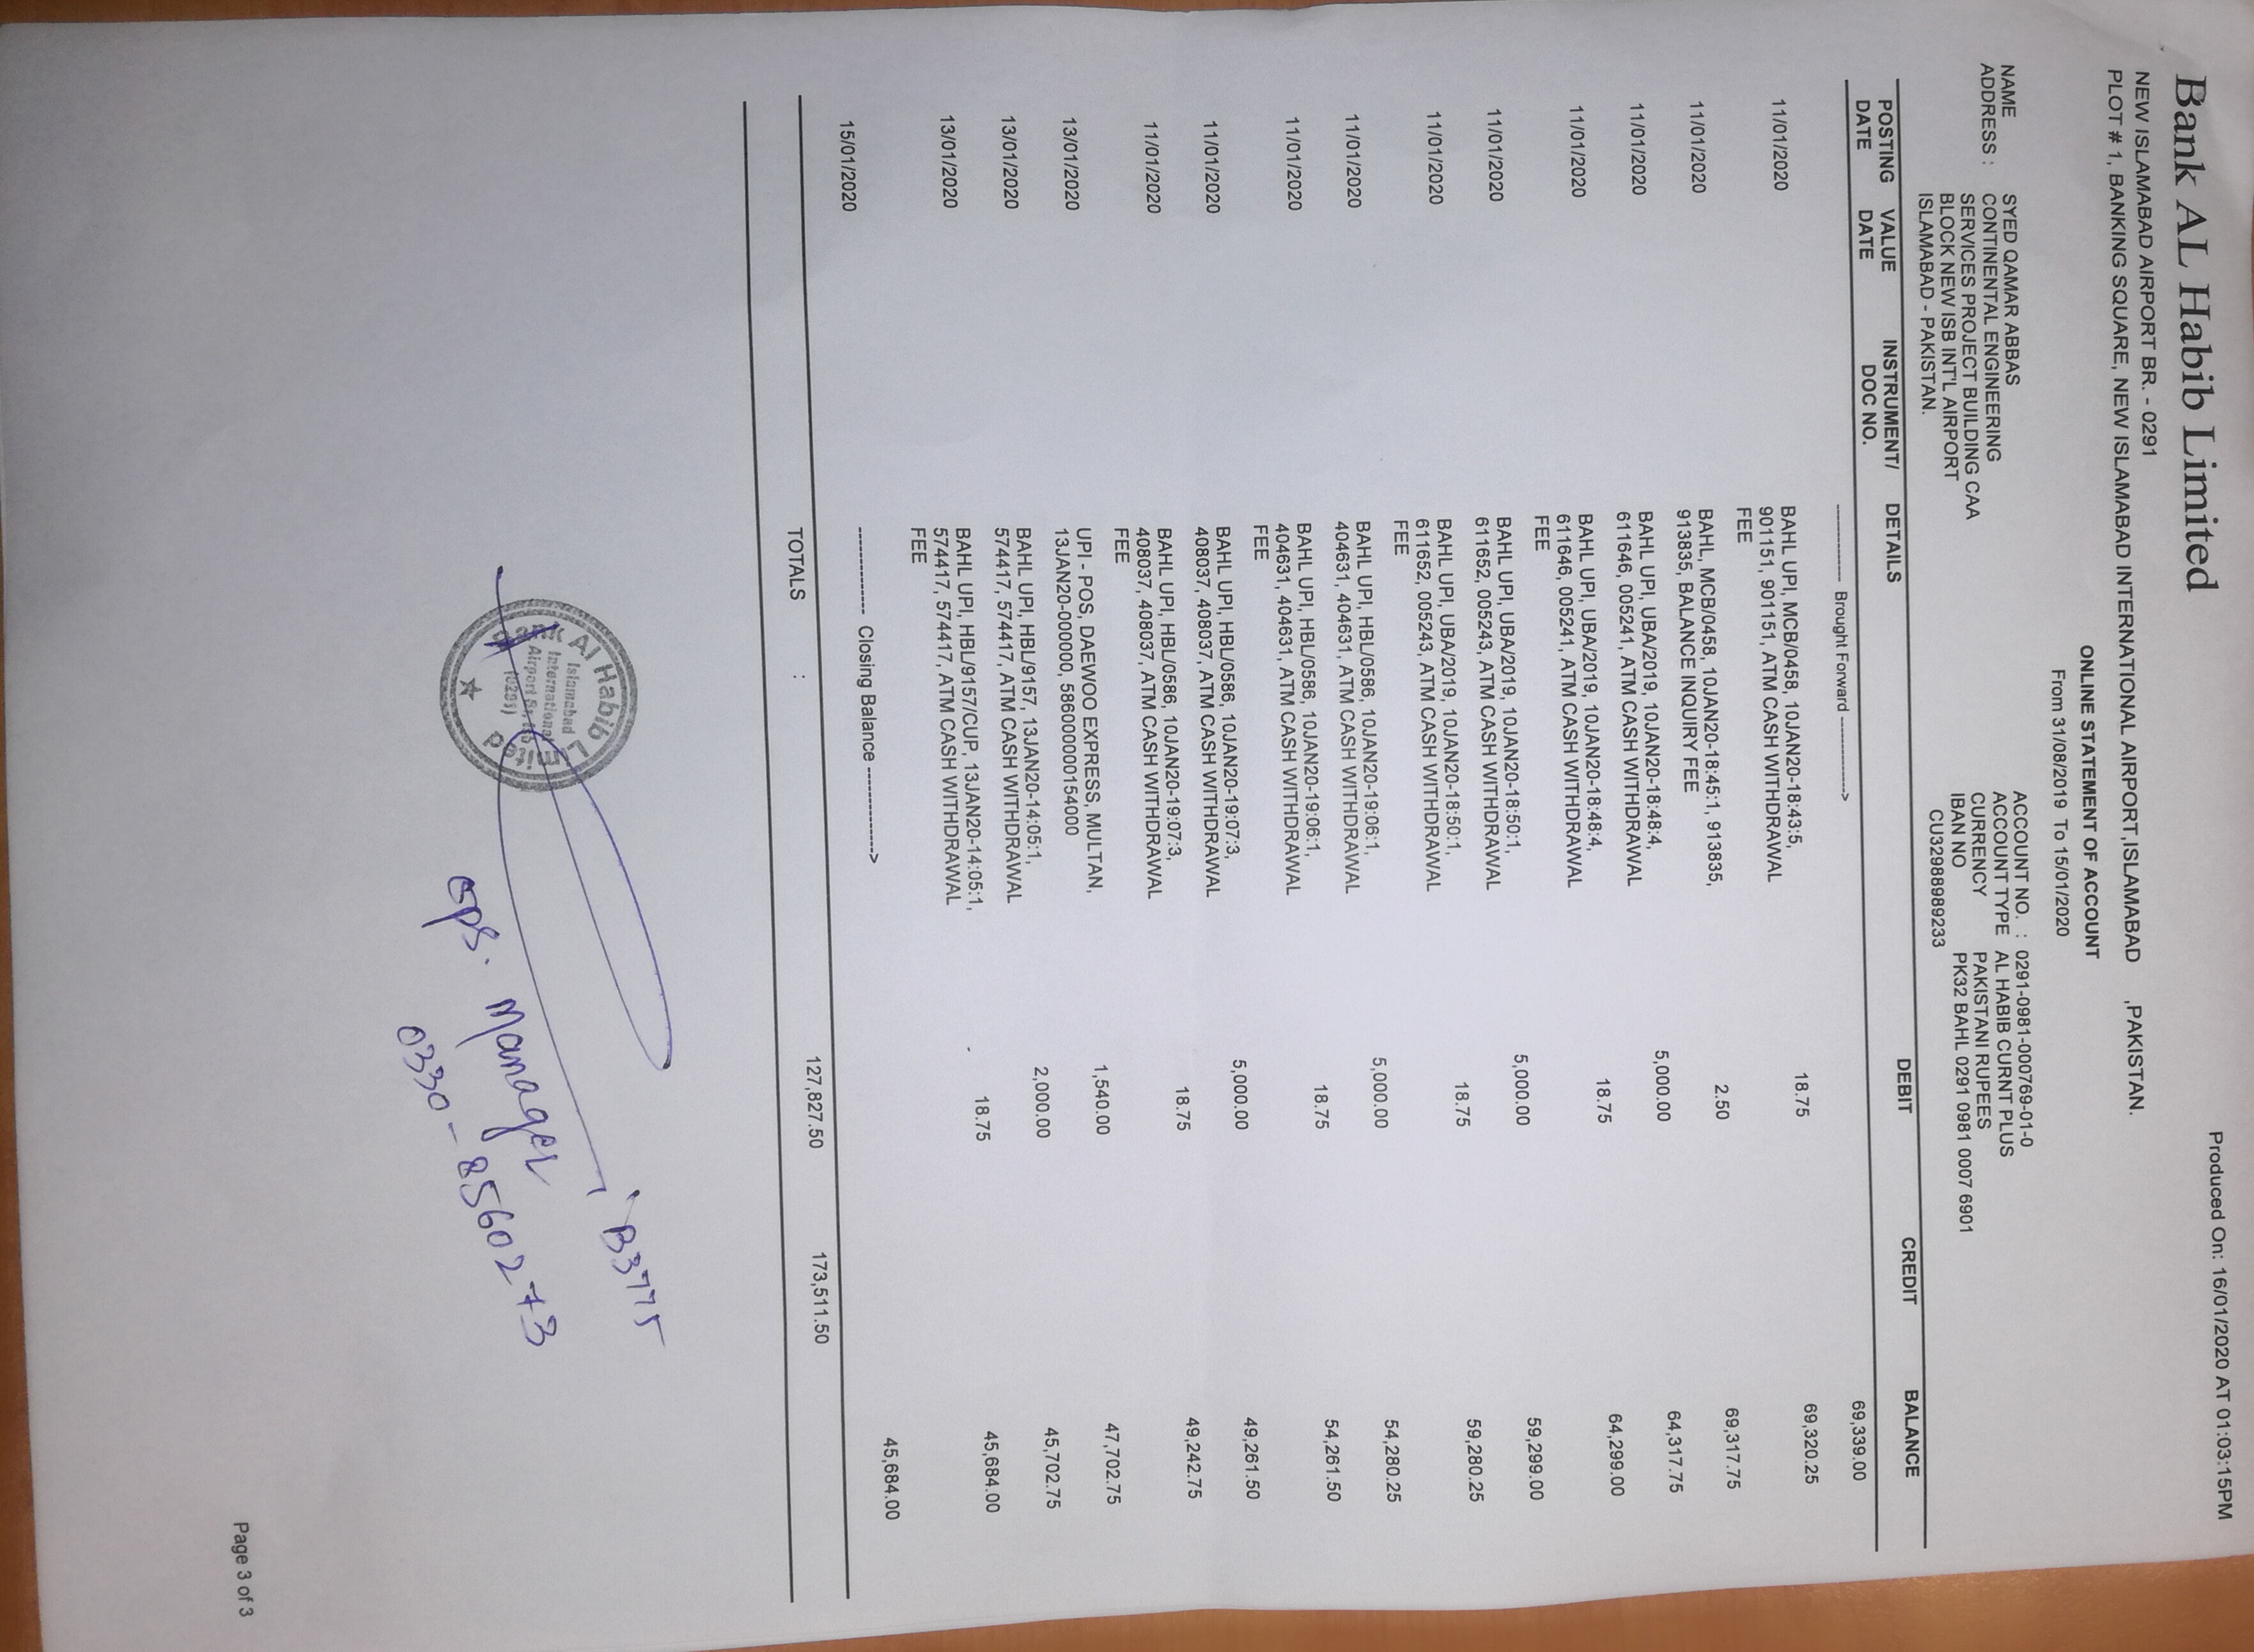 Bank AL Habib Limited
Produced On: 16/01/2020 AT 01:03:15PM
NEW ISLAMABAD AIRPORT BR. - 0291
PLOT # 1, BANKING SQUARE, NEW ISLAMABAD INTERNATIONAL AIRPORT,ISLAMABAD ,PAKISTAN.
ONLINE STATEMENT OF ACCOUNT
From 31/08/2019 To 15/01/2020
NAME SYED QAMAR ABBAS ACCOUNT NO. : 0291-0981-000769-01-0
ADDRESS : CONTINENTAL ENGINEERING ACCOUNT TYPE AL HABIB CURNT PLUS
SERVICES PROJECT BUILDING CAA CURRENCY PAKISTANI RUPEES
BLOCK NEW ISB INT'L AIRPORT IBAN NO PK32 BAHL 0291 0981 0007 6901
ISLAMABAD - PAKISTAN. CU32988989233
POSTING VALUE INSTRUMENT/ DETAILS DEBIT CREDIT BALANCE
DATE DATE DOC NO.
------------ Brought Forward ------------> 69,339.00
11/01/2020 BAHL UPI, MCB/0458, 10JAN20-18:43:5, 18.75 69,320.25
901151, 901151, ATM CASH WITHDRAWAL
FEE
11/01/2020 BAHL, MCB/0458, 10JAN20-18:45:1, 913835, 2.50 69,317.75
913835, BALANCE INQUIRY FEE
11/01/2020 BAHL UPI, UBA/2019, 10JAN20-18:48:4, 5,000.00 64,317.75
611646, 005241, ATM CASH WITHDRAWAL
11/01/2020 BAHL UPI, UBA/2019, 10JAN20-18:48:4, 18.75 64,299.00
611646, 005241, ATM CASH WITHDRAWAL
FEE
11/01/2020 BAHL UPI, UBA/2019, 10JAN20-18:50:1, 5,000.00 59,299.00
611652, 005243, ATM CASH WITHDRAWAL
11/01/2020 BAHL UPI, UBA/2019, 10JAN20-18:50:1, 18.75 59,280.25
611652, 005243, ATM CASH WITHDRAWAL
FEE
11/01/2020 BAHL UPI, HBL/0586, 10JAN20-19:06:1, 5,000.00 54,280.25
404631, 404631, ATM CASH WITHDRAWAL
11/01/2020 BAHL UPI, HBL/0586, 10JAN20-19:06:1, 18.75 54,261.50
404631, 404631, ATM CASH WITHDRAWAL
FEE
11/01/2020 BAHL UPI, HBL/0586, 10JAN20-19:07:3, 5,000.00 49,261.50
408037, 408037, ATM CASH WITHDRAWAL
11/01/2020 BAHL UPI, HBL/0586, 10JAN20-19:07:3, 18.75 49,242.75
408037, 408037, ATM CASH WITHDRAWAL
FEE
13/01/2020 UPI - POS, DAEWOO EXPRESS, MULTAN, 1,540.00 47,702.75
13JAN20-000000, 586000000154000
13/01/2020 BAHL UPI, HBL/9157, 13JAN20-14:05:1, 2,000.00 45,702.75
574417, 574417, ATM CASH WITHDRAWAL
13/01/2020 BAHL UPI, HBL/9157/CUP, 13JAN20-14:05:1, 18.75 45,684.00
574417, 574417, ATM CASH WITHDRAWAL
FEE
15/01/2020 ------------ Closing Balance ------------> 45,684.00
TOTALS : 127,827.50 173,511.50
Al Habib
Islamabad
International
Airport
B3775
ops. Manager
0330-8560273
Page 3 of 3